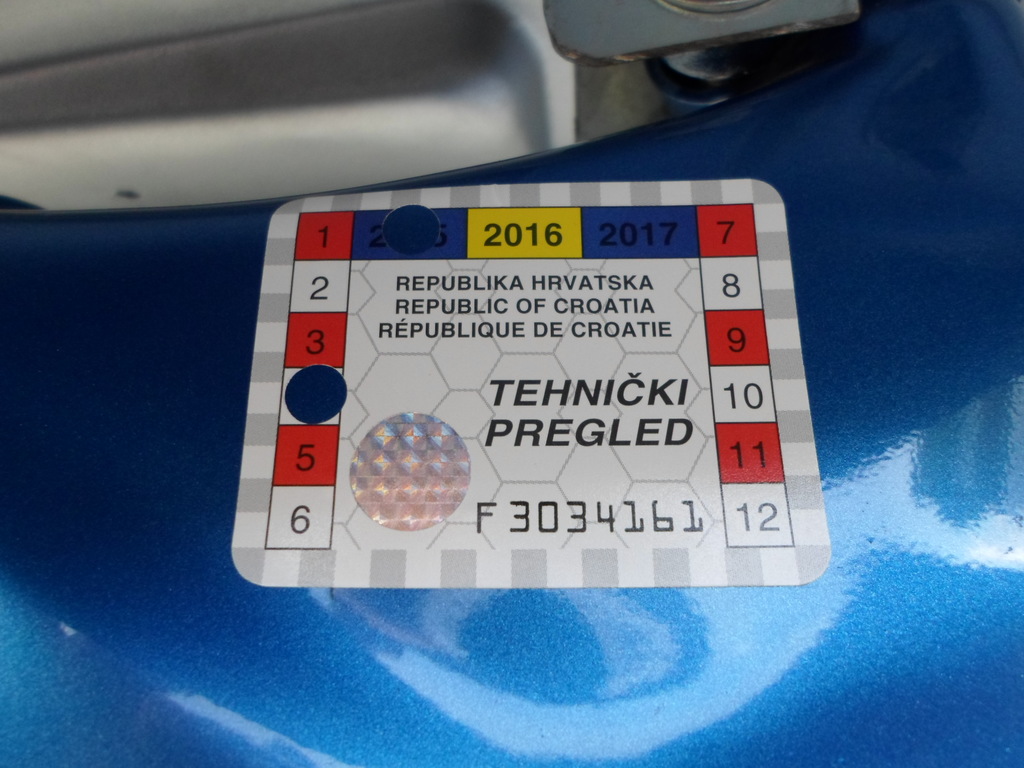 1 2016 2017 7
2 REPUBLIKA HRVATSKA 8
REPUBLIC OF CROATIA
3 RÉPUBLIQUE DE CROATIE 9
TEHNIČKI 10
PREGLED
5 11
6 F3034161 12